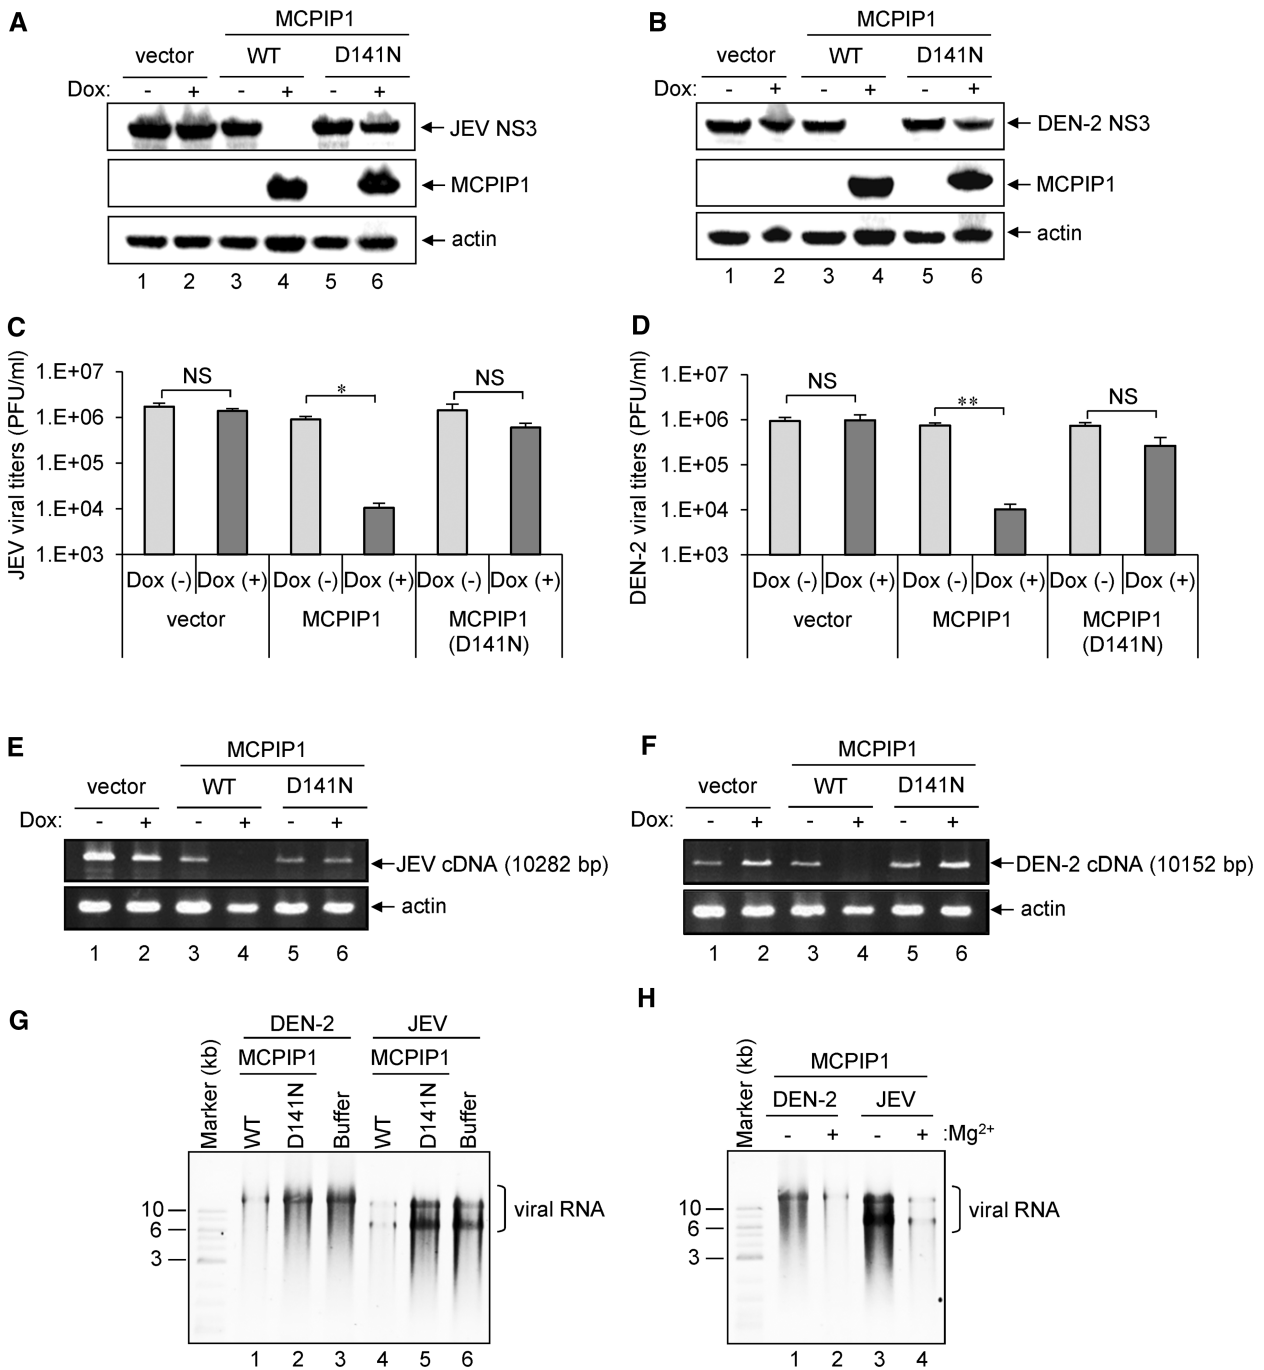 A
MCPIP1
vector WT D141N
Dox: - + - + - +
JEV NS3
MCPIP1
actin
1 2 3 4 5 6
B
MCPIP1
vector WT D141N
Dox: - + - + - +
DEN-2 NS3
MCPIP1
actin
1 2 3 4 5 6
C
JEV viral titers (PFU/ml)
1.E+07
1.E+06
1.E+05
1.E+04
1.E+03
NS * NS
Dox (-) Dox (+) Dox (-) Dox (+) Dox (-) Dox (+)
vector MCPIP1 MCPIP1
(D141N)
D
DEN-2 viral titers (PFU/ml)
1.E+07
1.E+06
1.E+05
1.E+04
1.E+03
NS ** NS
Dox (-) Dox (+) Dox (-) Dox (+) Dox (-) Dox (+)
vector MCPIP1 MCPIP1
(D141N)
E
MCPIP1
vector WT D141N
Dox: - + - + - +
JEV cDNA (10282 bp)
actin
1 2 3 4 5 6
F
MCPIP1
vector WT D141N
Dox: - + - + - +
DEN-2 cDNA (10152 bp)
actin
1 2 3 4 5 6
G
DEN-2 JEV
MCPIP1 MCPIP1
Marker (kb) WT D141N Buffer WT D141N Buffer
10
6
3
viral RNA
1 2 3 4 5 6
H
MCPIP1
DEN-2 JEV
Marker (kb) - + - + :Mg²⁺
10
6
3
viral RNA
1 2 3 4